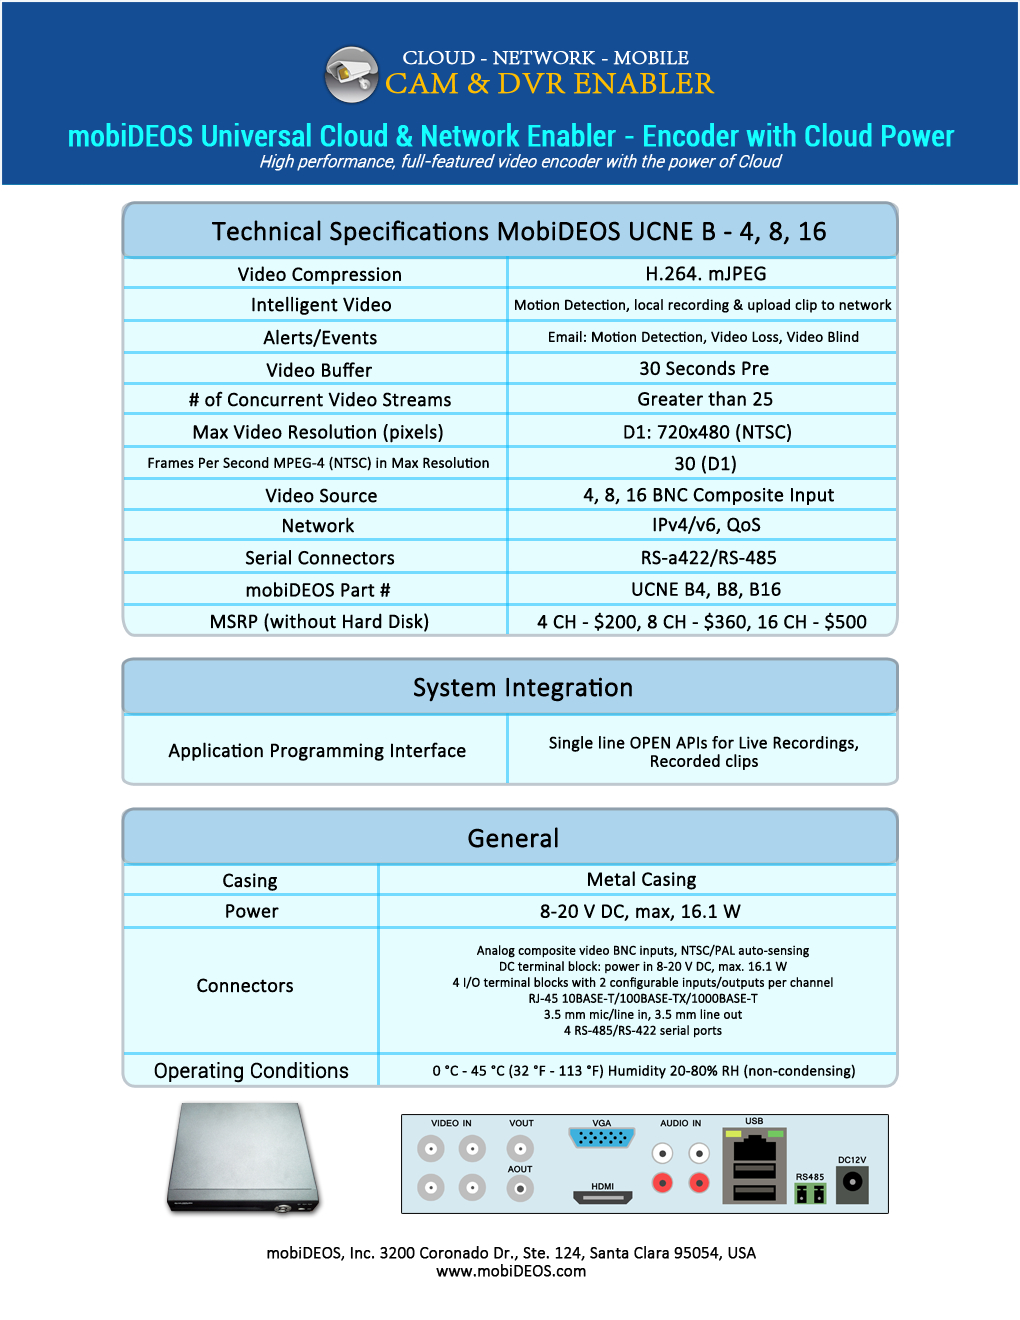 CLOUD - NETWORK - MOBILE
CAM & DVR ENABLER
mobiDEOS Universal Cloud & Network Enabler - Encoder with Cloud Power
High performance, full-featured video encoder with the power of Cloud
Technical Specifications MobiDEOS UCNE B - 4, 8, 16
Video Compression H.264. mJPEG
Intelligent Video Motion Detection, local recording & upload clip to network
Alerts/Events Email: Motion Detection, Video Loss, Video Blind
Video Buffer 30 Seconds Pre
# of Concurrent Video Streams Greater than 25
Max Video Resolution (pixels) D1: 720x480 (NTSC)
Frames Per Second MPEG-4 (NTSC) in Max Resolution 30 (D1)
Video Source 4, 8, 16 BNC Composite Input
Network IPv4/v6, QoS
Serial Connectors RS-a422/RS-485
mobiDEOS Part # UCNE B4, B8, B16
MSRP (without Hard Disk) 4 CH - $200, 8 CH - $360, 16 CH - $500
System Integration
Application Programming Interface Single line OPEN APIs for Live Recordings,
Recorded clips
General
Casing Metal Casing
Power 8-20 V DC, max, 16.1 W
Connectors
Analog composite video BNC inputs, NTSC/PAL auto-sensing
DC terminal block: power in 8-20 V DC, max. 16.1 W
4 I/O terminal blocks with 2 configurable inputs/outputs per channel
RJ-45 10BASE-T/100BASE-TX/1000BASE-T
3.5 mm mic/line in, 3.5 mm line out
4 RS-485/RS-422 serial ports
Operating Conditions 0 °C - 45 °C (32 °F - 113 °F) Humidity 20-80% RH (non-condensing)
VIDEO IN VOUT VGA AUDIO IN USB
AOUT HDMI RS485 DC12V
mobiDEOS, Inc. 3200 Coronado Dr., Ste. 124, Santa Clara 95054, USA
www.mobiDEOS.com